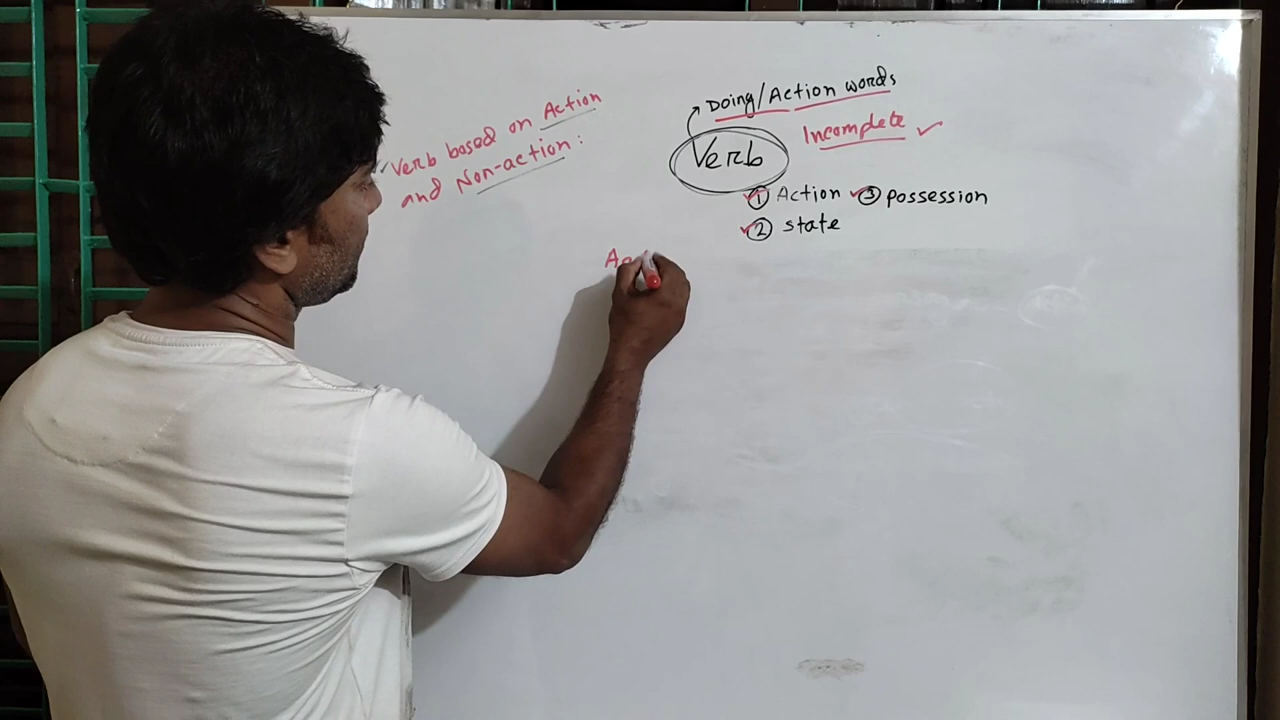 Verb based on Action
and Non-action:
Doing/Action words
Incomplete ✓
Verb
① Action ③ possession
② state